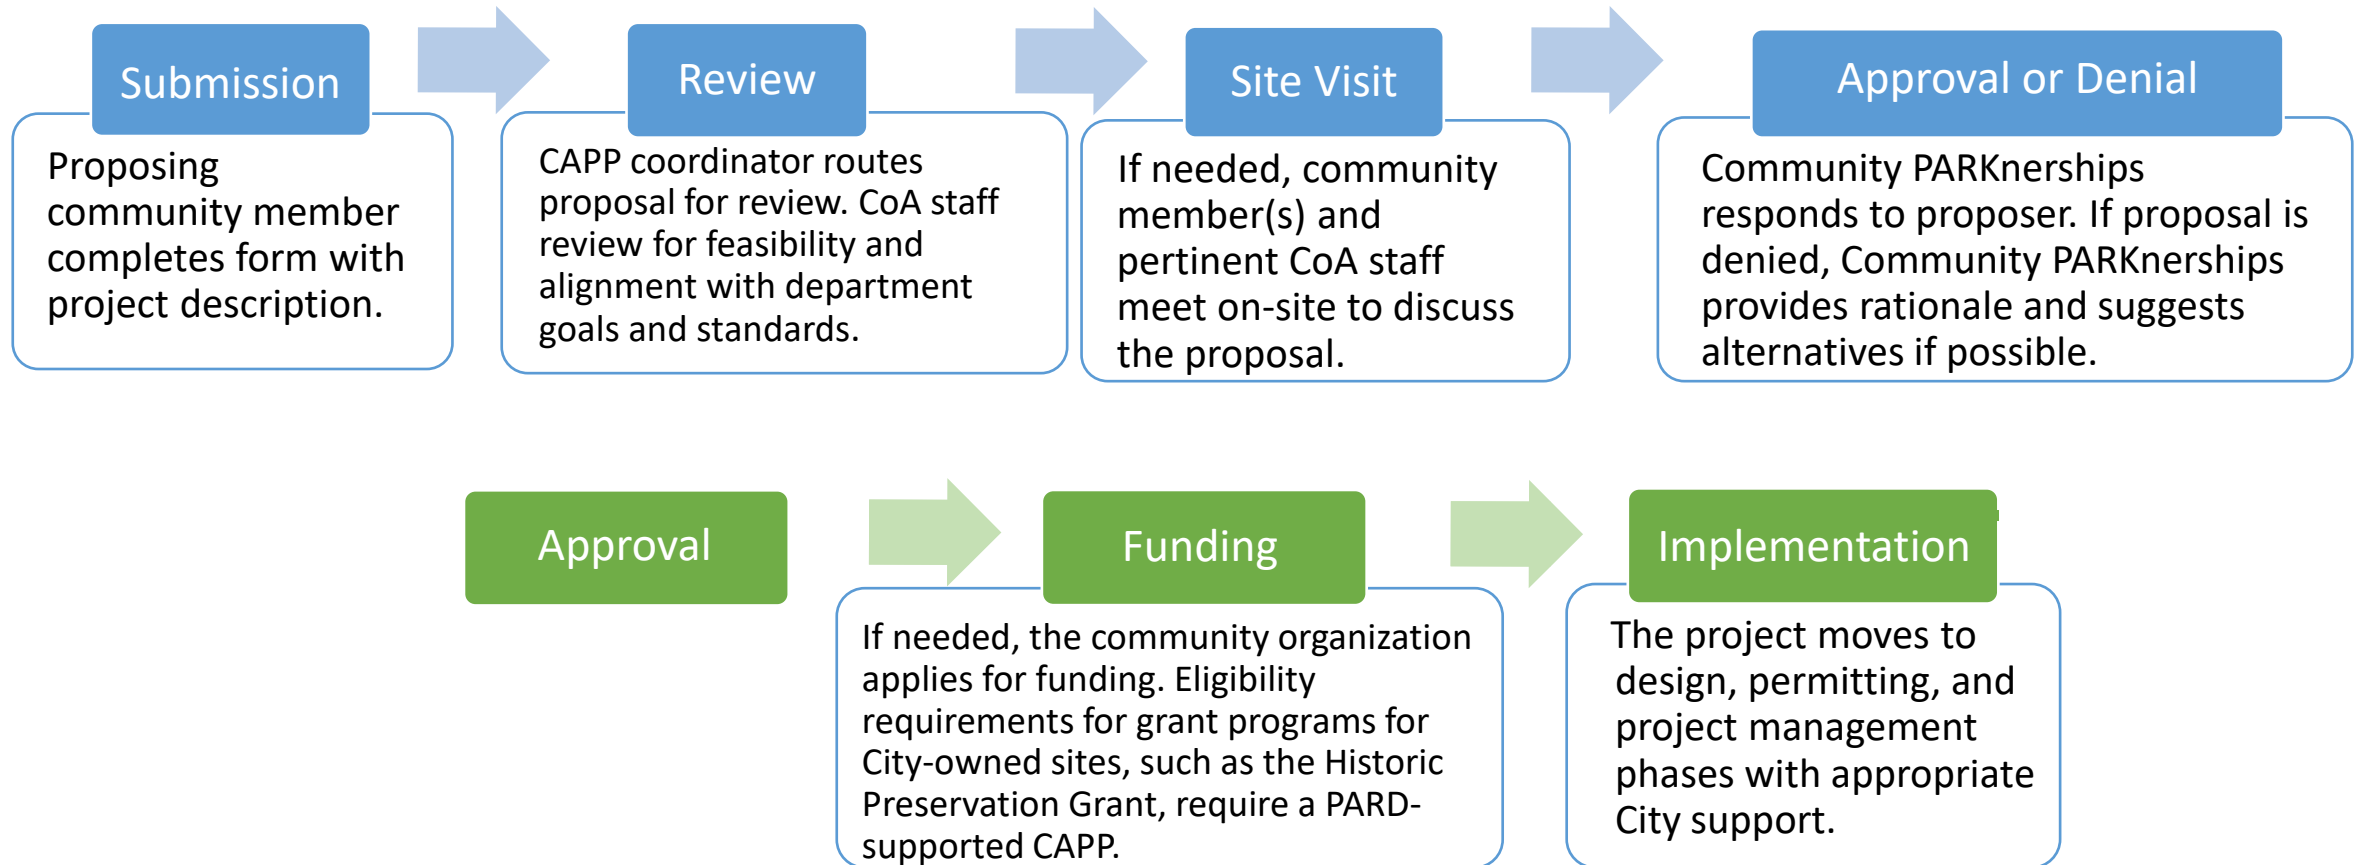 Submission
Proposing
community member
completes form with
project description.
Review
CAPP coordinator routes
proposal for review. CoA staff
review for feasibility and
alignment with department
goals and standards.
Site Visit
If needed, community
member(s) and
pertinent CoA staff
meet on-site to discuss
the proposal.
Approval or Denial
Community PARKnerships
responds to proposer. If proposal is
denied, Community PARKnerships
provides rationale and suggests
alternatives if possible.
Approval
Funding
If needed, the community organization
applies for funding. Eligibility
requirements for grant programs for
City-owned sites, such as the Historic
Preservation Grant, require a PARD-
supported CAPP.
Implementation
The project moves to
design, permitting, and
project management
phases with appropriate
City support.